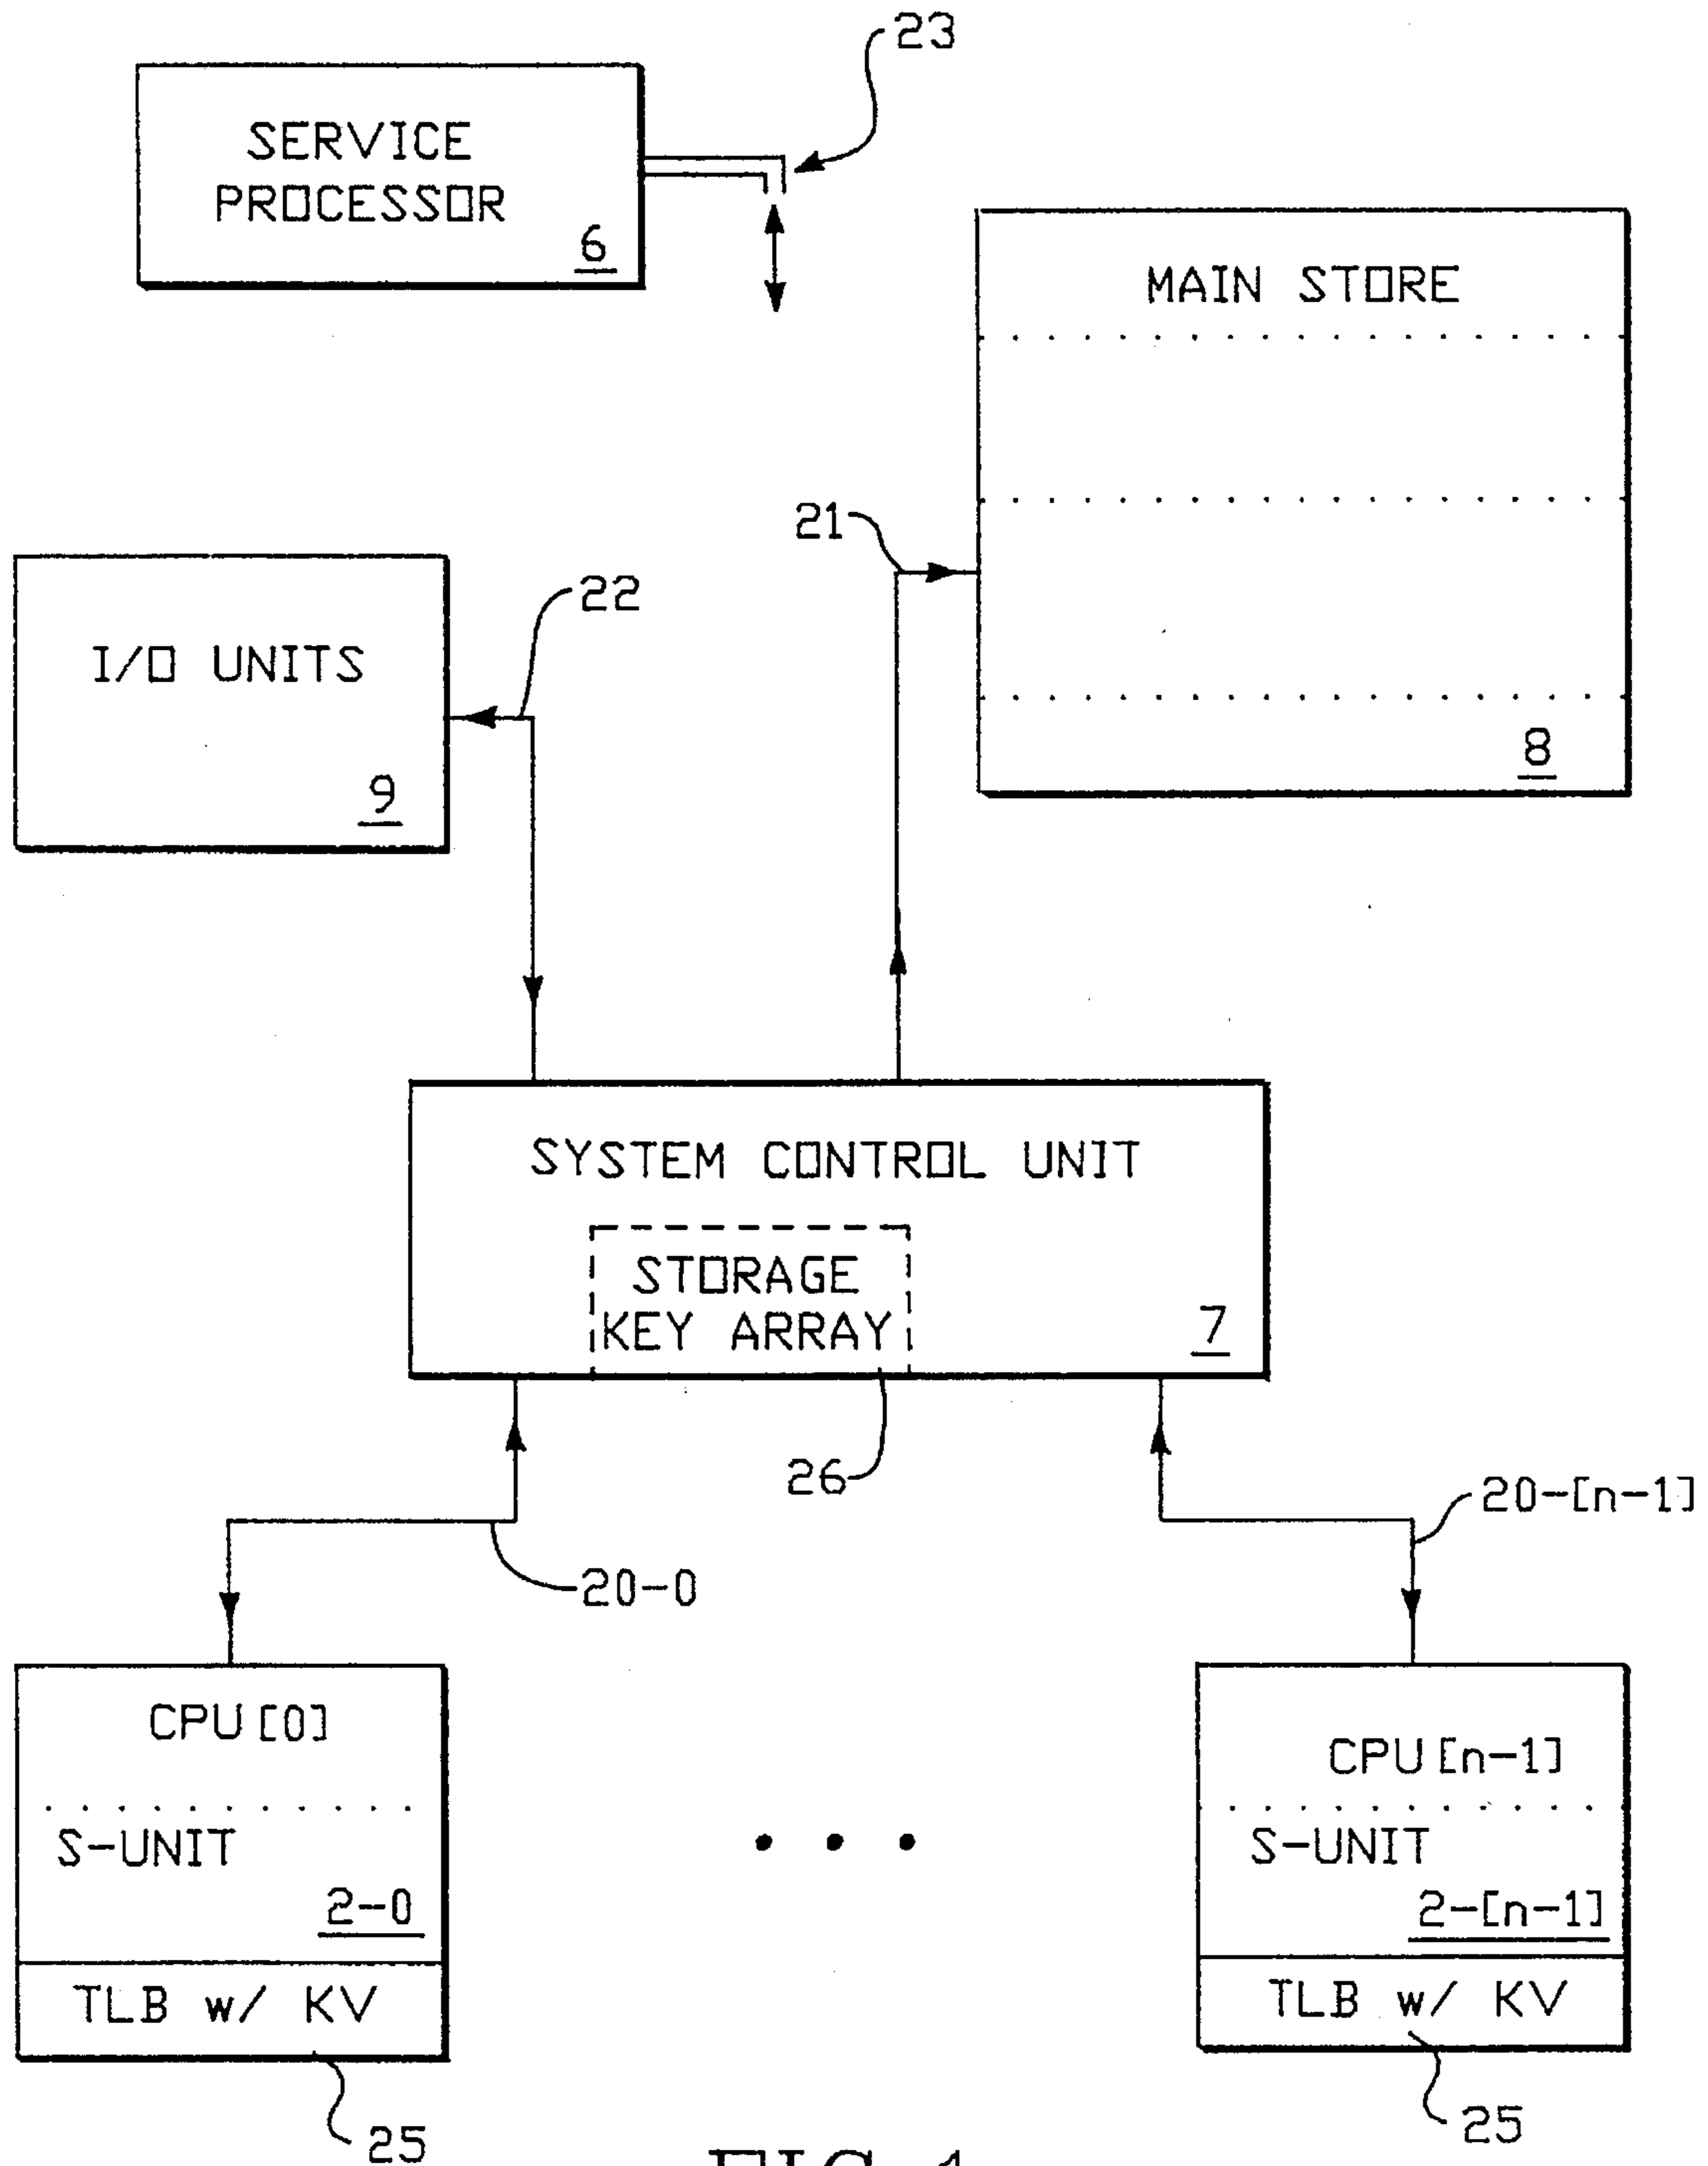 23
SERVICE
PROCESSOR
6
MAIN STORE
21
22
I/O UNITS
8
9
SYSTEM CONTROL UNIT
STORAGE
KEY ARRAY
7
26
20-[n-1]
20-0
CPU [0]
CPU [n-1]
S-UNIT
S-UNIT
2-0
2-[n-1]
TLB w/ KV
TLB w/ KV
25
25